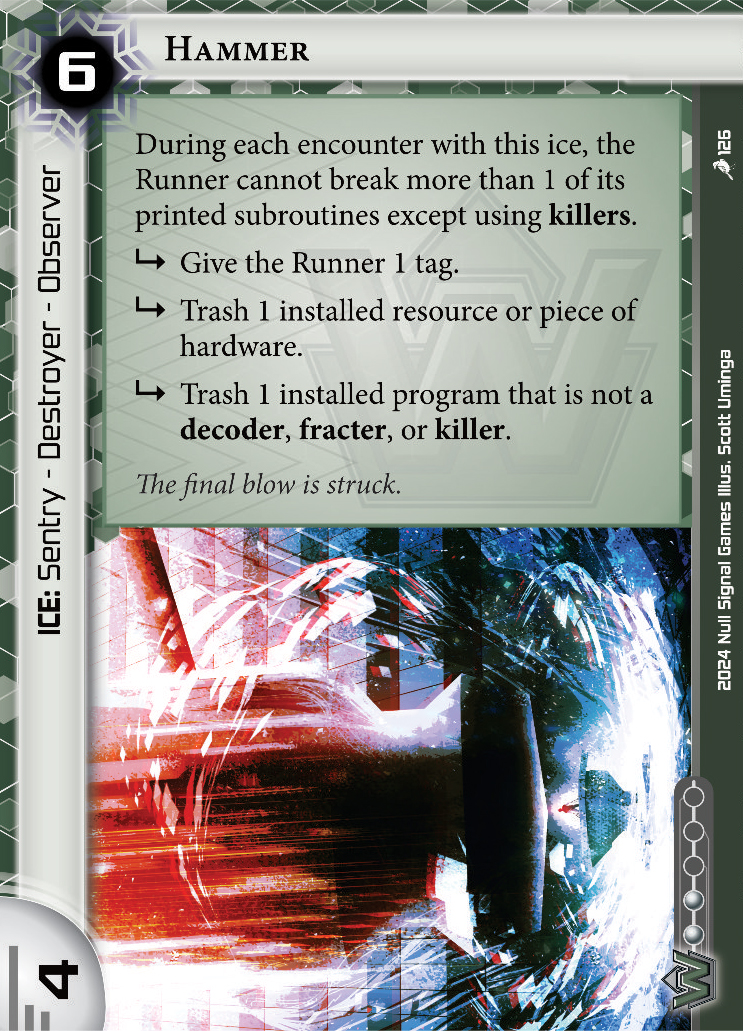 6
HAMMER
During each encounter with this ice, the
Runner cannot break more than 1 of its
printed subroutines except using killers.
Give the Runner 1 tag.
Trash 1 installed resource or piece of
hardware.
Trash 1 installed program that is not a
decoder, fracter, or killer.
The final blow is struck.
ICE: Sentry - Destroyer - Observer
4
126
2024 Null Signal Games Illus. Scott Uminga
W